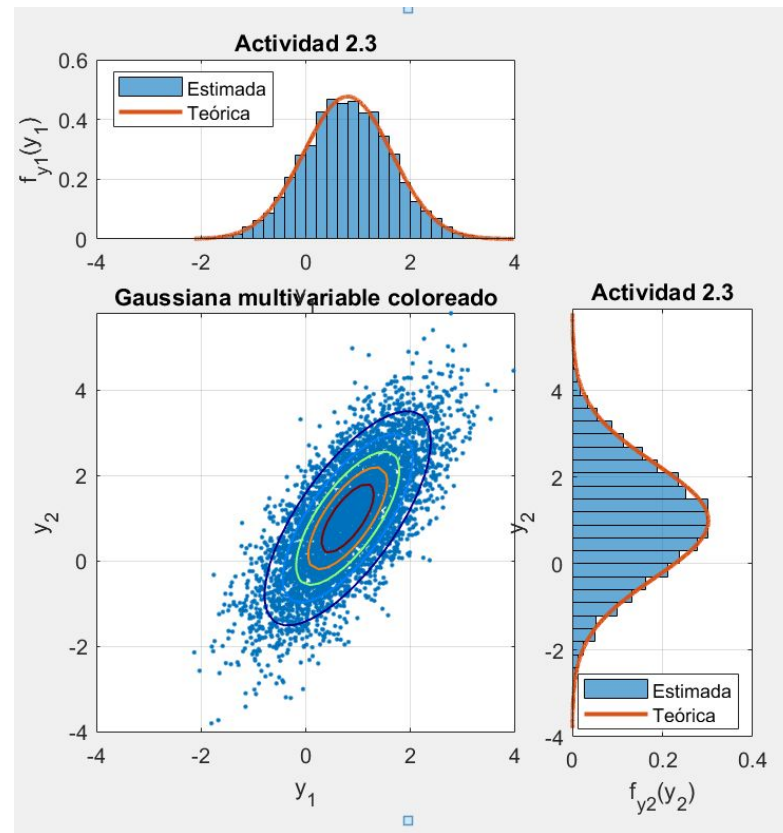 Actividad 2.3
0.6
0.4
0.2
0
f_y1(y_1)
Estimada
Teórica
-4 -2 0 2 4
y_1
Gaussiana multivariable coloreado
4
2
0
-2
-4
y_2
-4 -2 0 2 4
y_1
Actividad 2.3
4
2
0
-2
-4
y_2
Estimada
Teórica
0 0.2 0.4
f_y2(y_2)